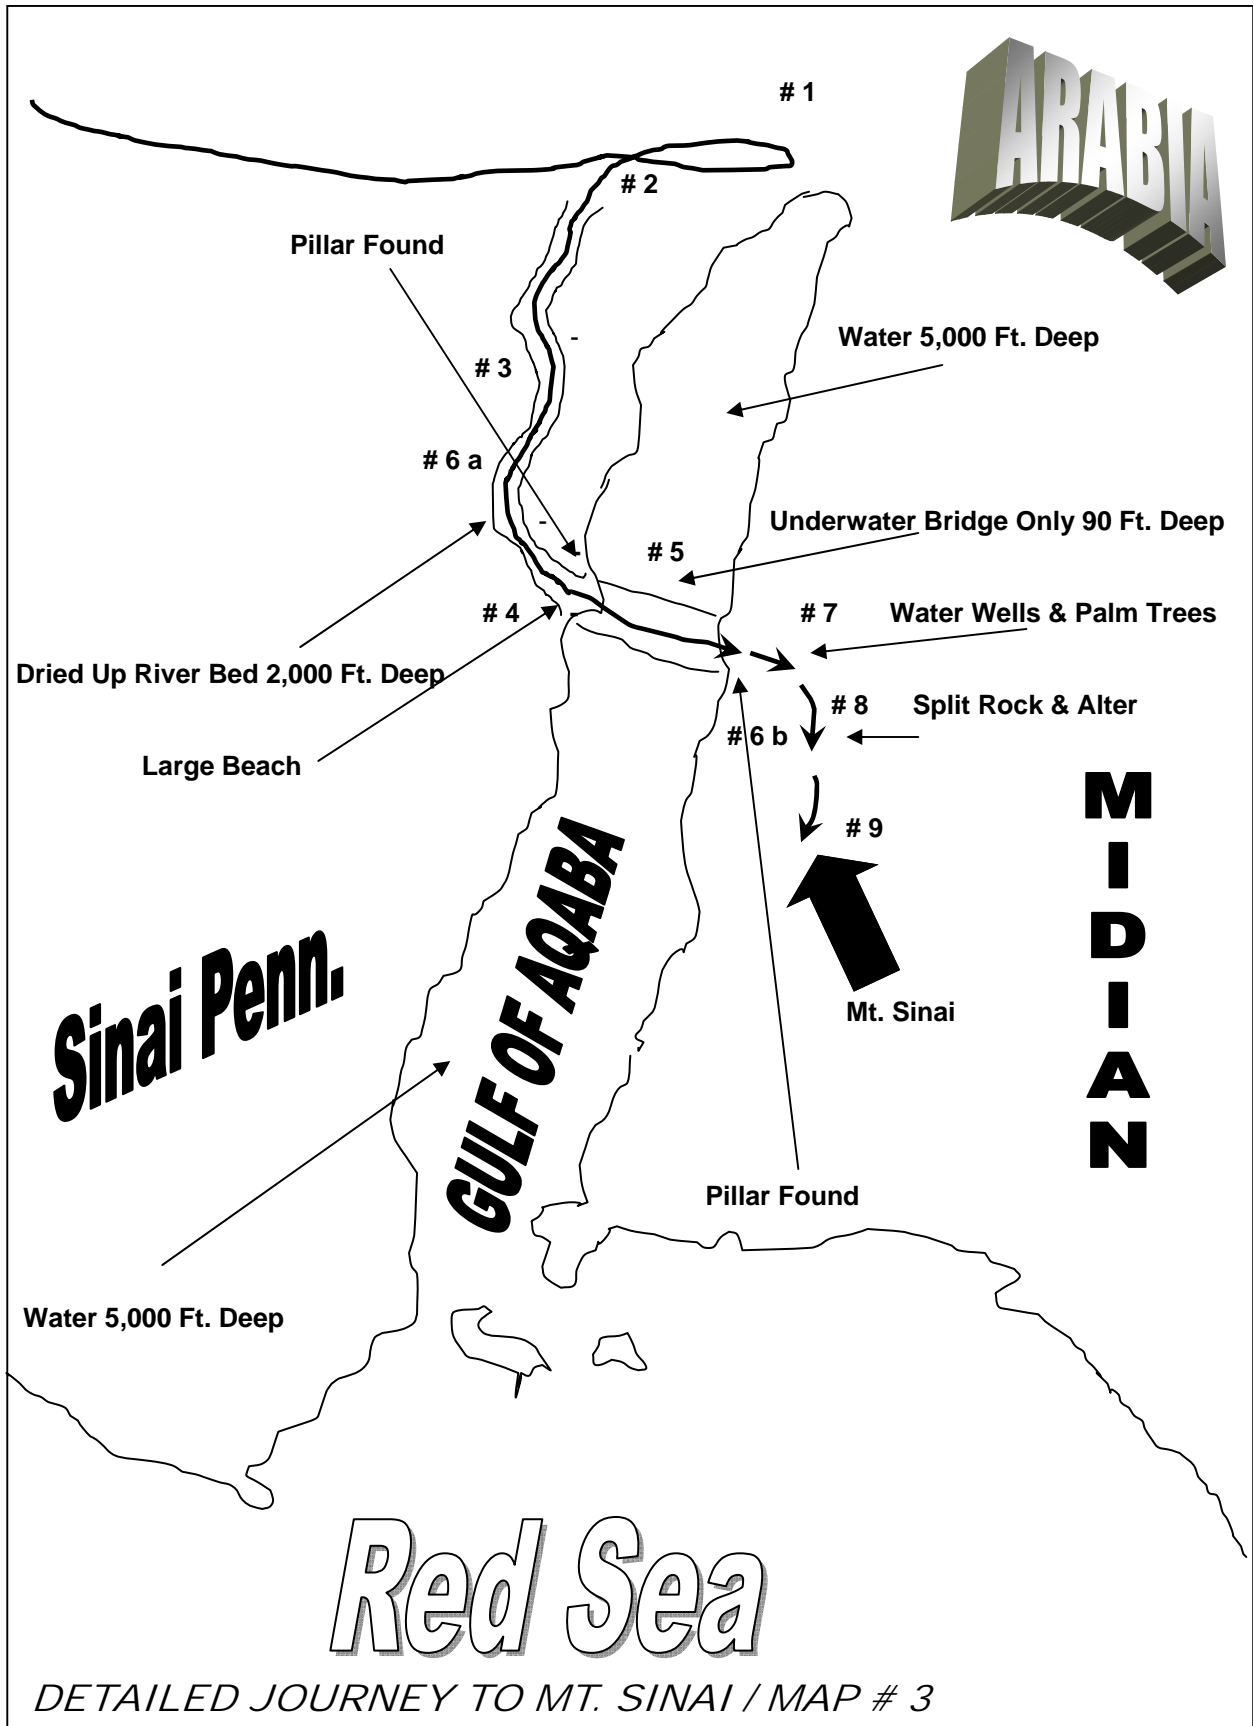 ARABIA
# 1
# 2
Pillar Found
Water 5,000 Ft. Deep
# 3
# 6 a
Underwater Bridge Only 90 Ft. Deep
# 5
# 4
# 7
Water Wells & Palm Trees
Dried Up River Bed 2,000 Ft. Deep
# 8
Split Rock & Alter
# 6 b
Large Beach
MIDIAN
# 9
GULF OF AQABA
Sinai Penn.
Mt. Sinai
Pillar Found
Water 5,000 Ft. Deep
Red Sea
DETAILED JOURNEY TO MT. SINAI / MAP # 3